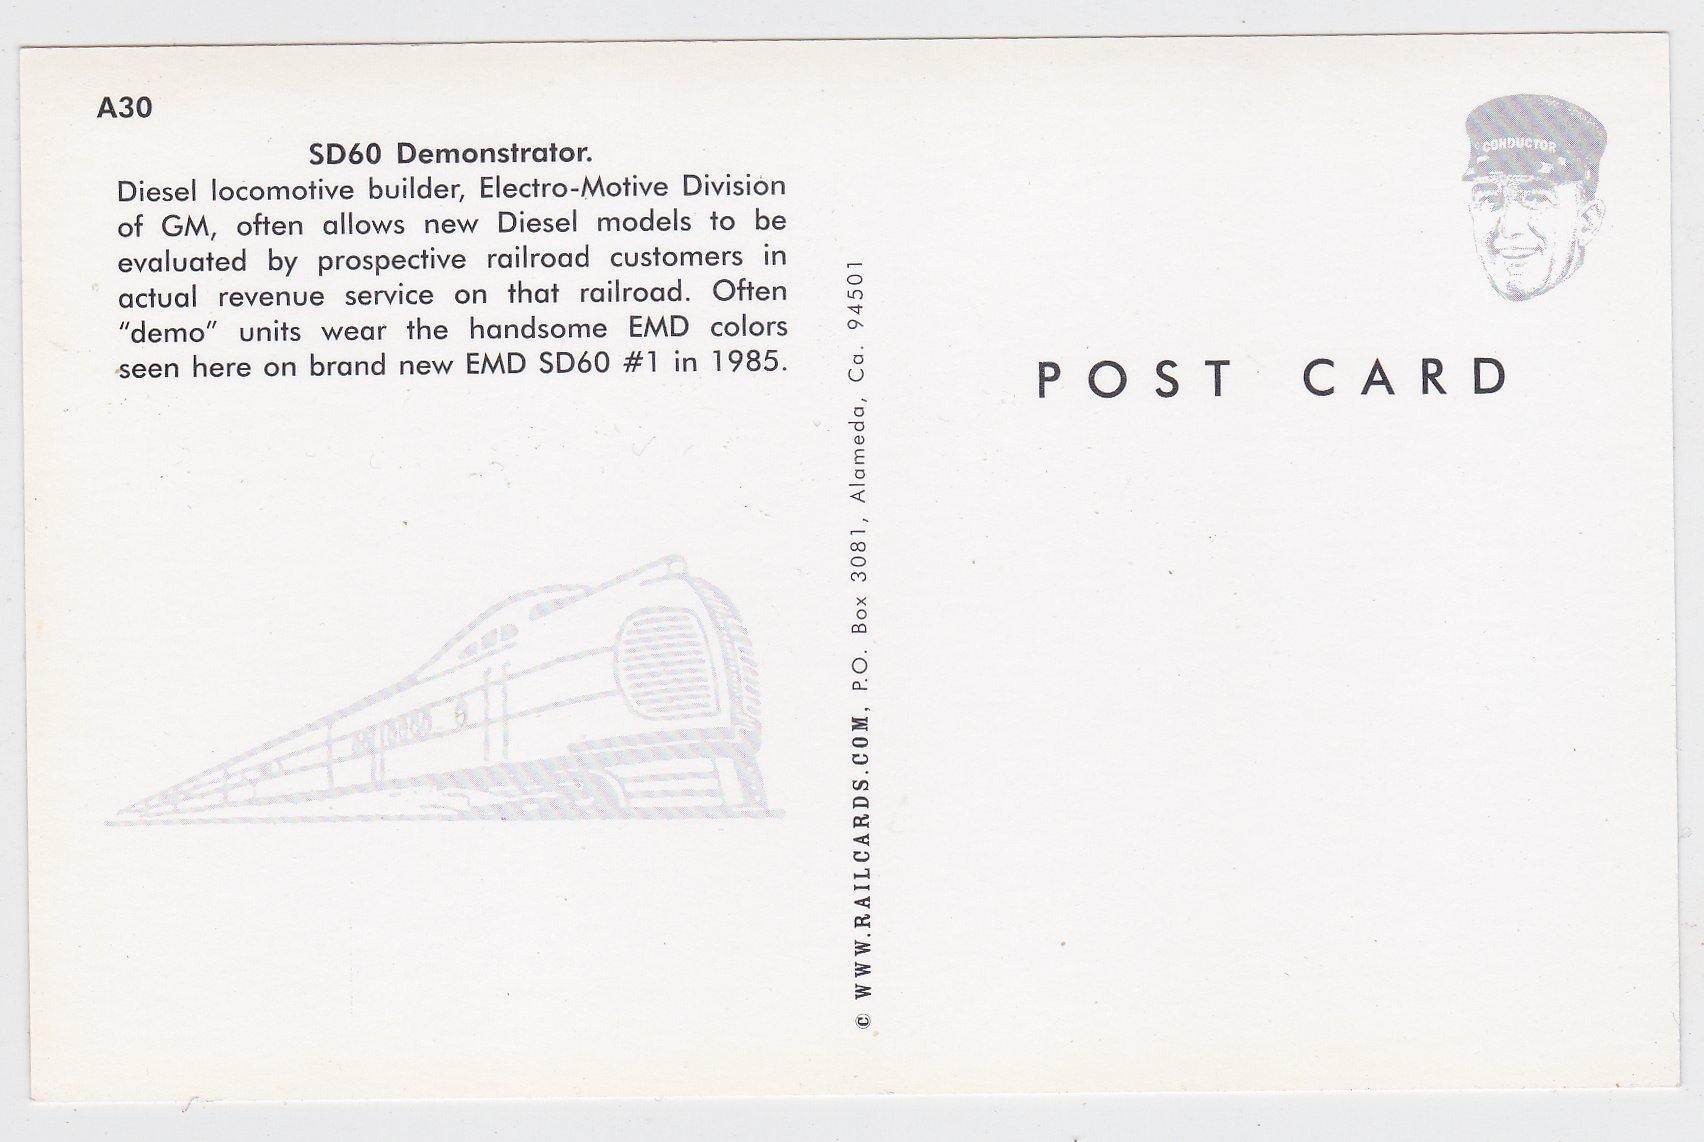 A30
SD60 Demonstrator.
Diesel locomotive builder, Electro-Motive Division
of GM, often allows new Diesel models to be
evaluated by prospective railroad customers in
actual revenue service on that railroad. Often
"demo" units wear the handsome EMD colors
seen here on brand new EMD SD60 #1 in 1985.
© WWW.RAILCARDS.COM, P.O. Box 3081, Alameda, Ca. 94501
CONDUCTOR
POST CARD